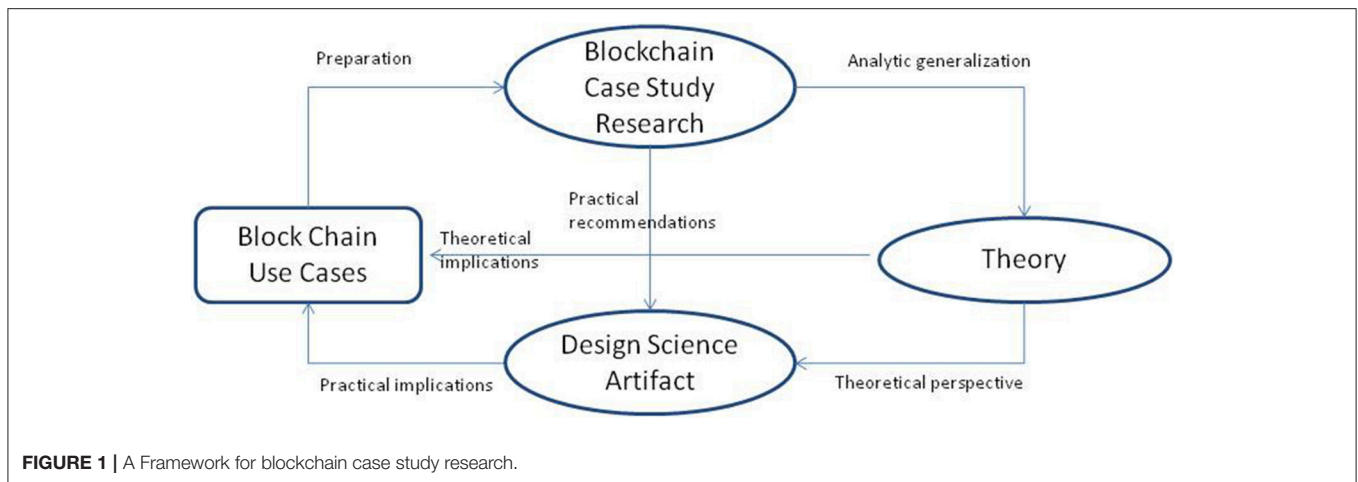 Preparation
Blockchain
Case Study
Research
Analytic generalization
Practical
recommendations
Block Chain
Use Cases
Theoretical
implications
Theory
Design Science
Artifact
Practical implications
Theoretical perspective
FIGURE 1 | A Framework for blockchain case study research.